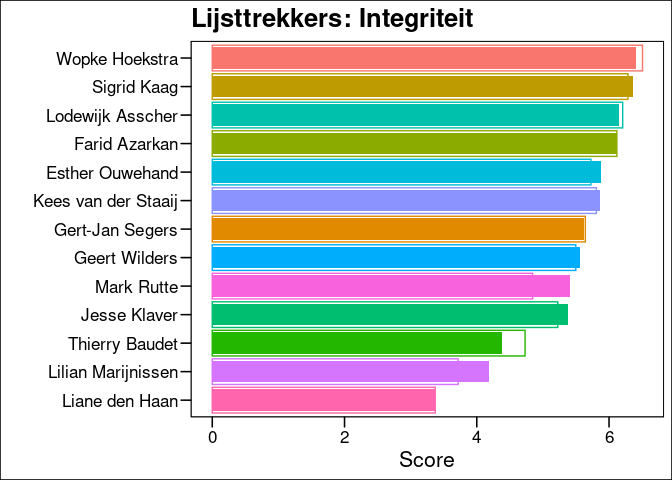 Lijsttrekkers: Integriteit
Wopke Hoekstra
Sigrid Kaag
Lodewijk Asscher
Farid Azarkan
Esther Ouwehand
Kees van der Staaij
Gert-Jan Segers
Geert Wilders
Mark Rutte
Jesse Klaver
Thierry Baudet
Lilian Marijnissen
Liane den Haan
0 2 4 6
Score